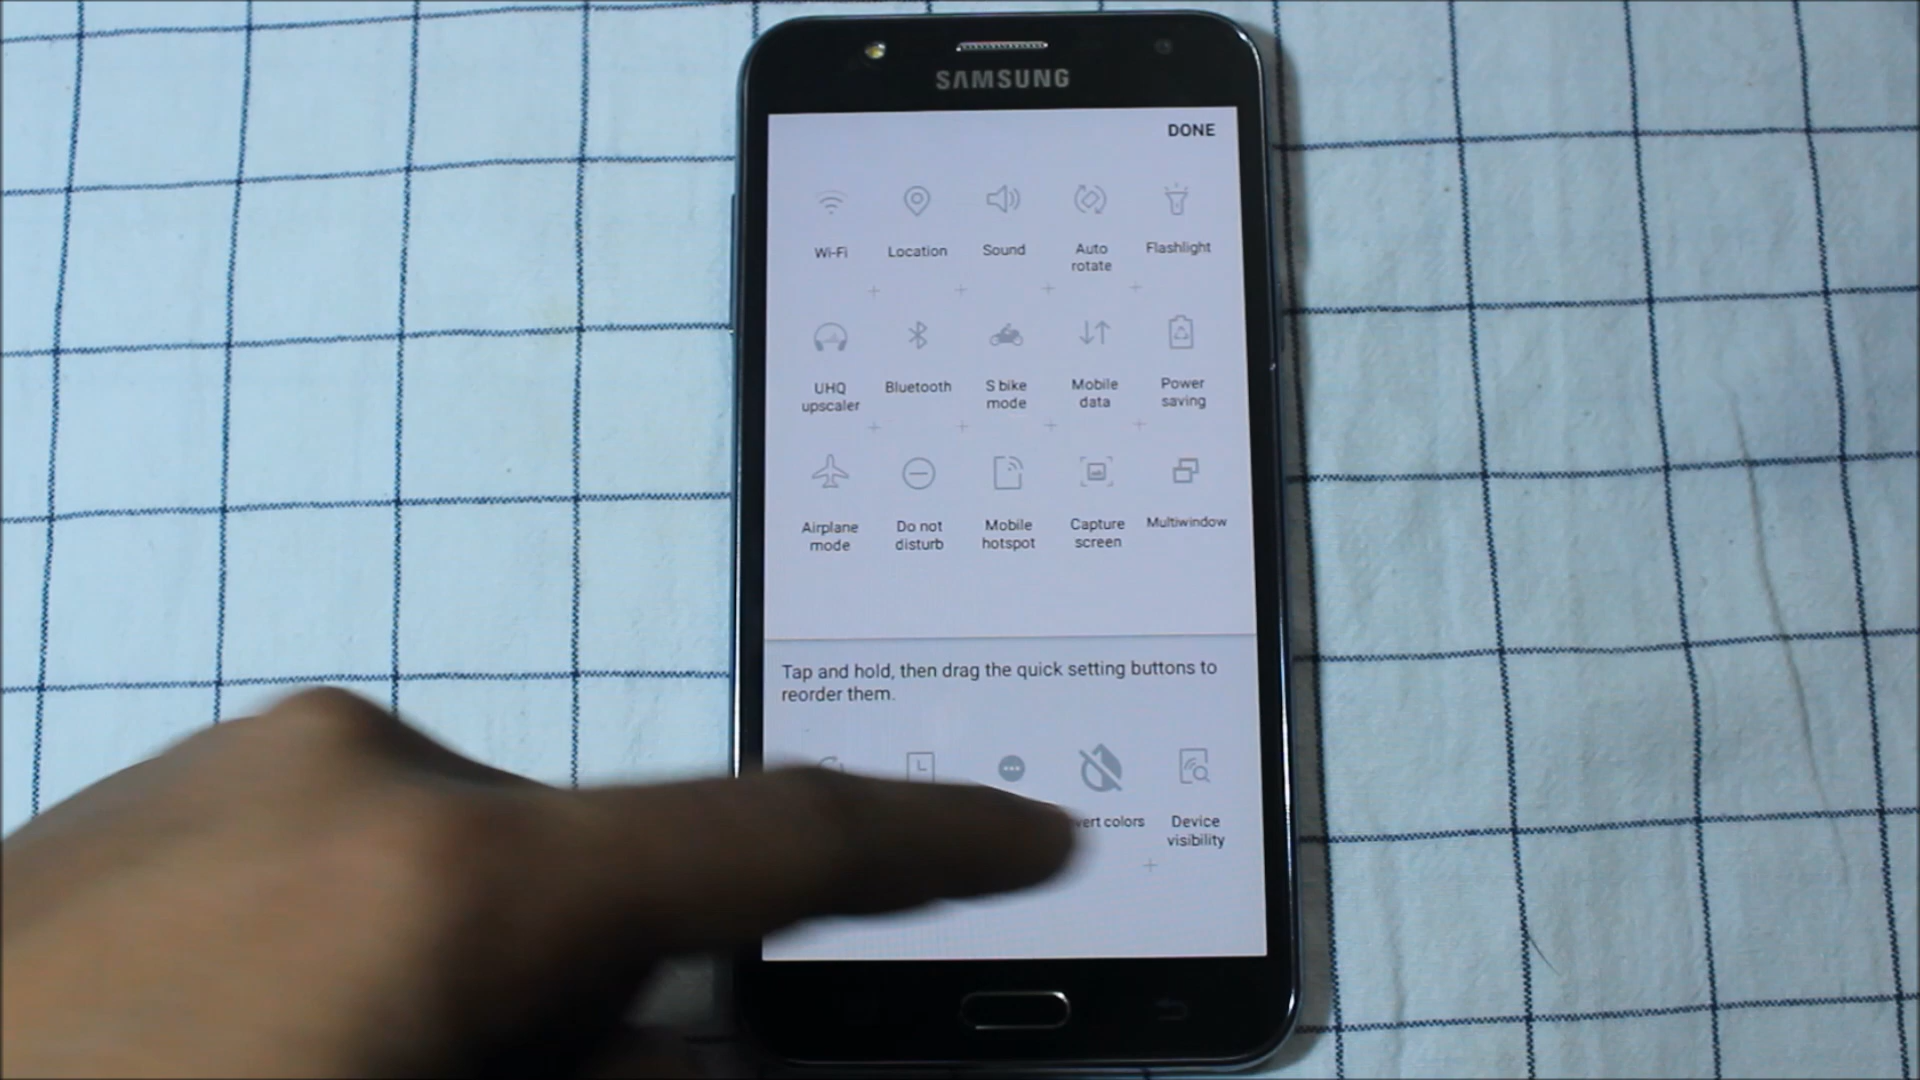 SAMSUNG
DONE
Wi-Fi
Location
Sound
Auto
rotate
Flashlight
UHQ
upscaler
Bluetooth
S bike
mode
Mobile
data
Power
saving
Airplane
mode
Do not
disturb
Mobile
hotspot
Capture
screen
Multiwindow
Tap and hold, then drag the quick setting buttons to
reorder them.
vert colors
Device
visibility